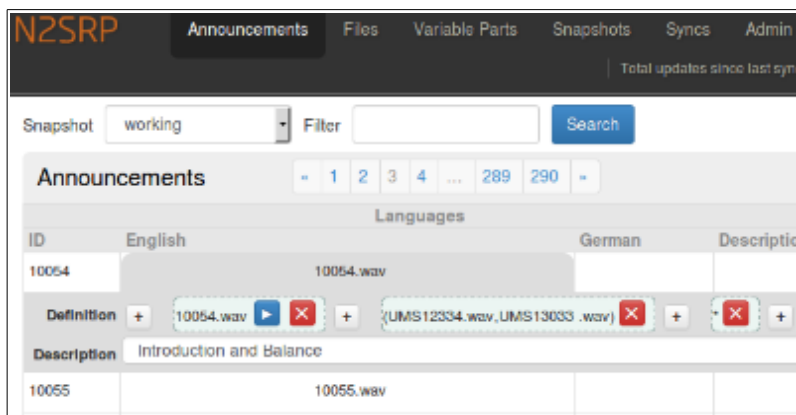 N2SRP Announcements Files Variable Parts Snapshots Syncs Admin
Total updates since last syn
Snapshot working Filter Search
Announcements « 1 2 3 4 ... 289 290 »
Languages
ID English German Descriptio
10054 10054.wav
Definition + 10054.wav + (UMS12334.wav,UMS13033 .wav) + * +
Description Introduction and Balance
10055 10055.wav